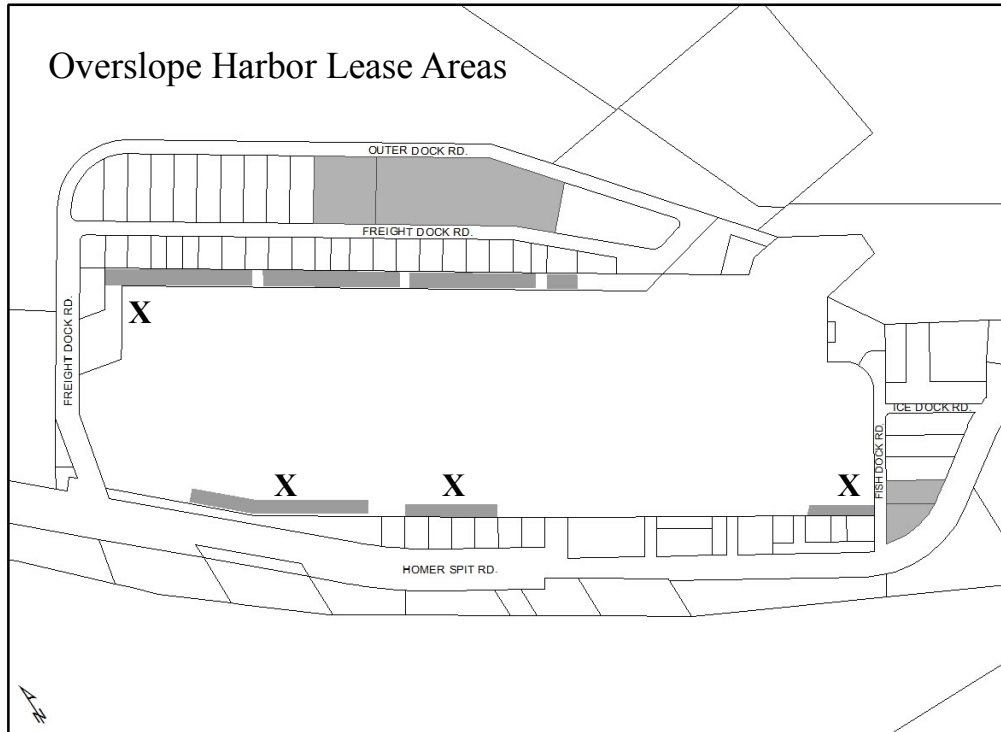 Overslope Harbor Lease Areas
OUTER DOCK RD.
FREIGHT DOCK RD.
X
FREIGHT DOCK RD.
ICE DOCK RD.
FISH DOCK RD.
X
X
X
HOMER SPIT RD.
N